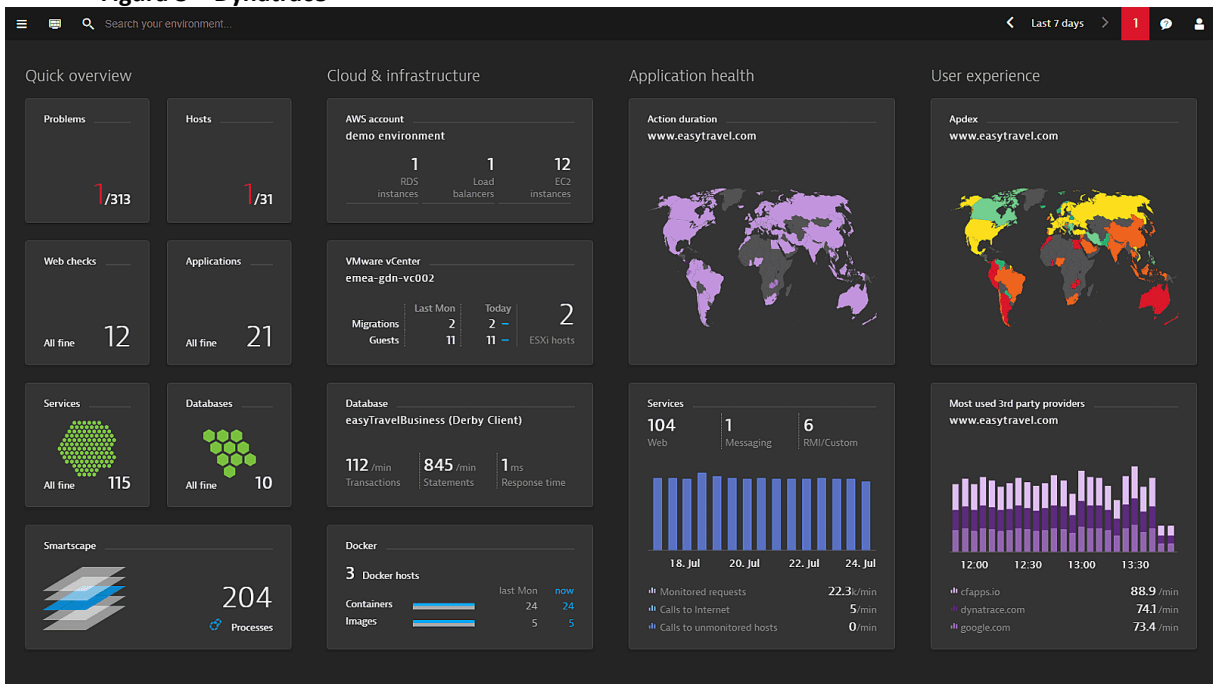 Search your environment...
Last 7 days
1
Quick overview
Problems
1/313
Hosts
1/31
Web checks
All fine 12
Applications
All fine 21
Services
All fine 115
Databases
All fine 10
Smartscape
204
Processes
Cloud & infrastructure
AWS account
demo environment
1 1 12
RDS Load EC2
instances balancers instances
VMware vCenter
emea-gdn-vc002
Last Mon Today
Migrations 2 2 –
Guests 11 11 –
2
ESXi hosts
Database
easyTravelBusiness (Derby Client)
112 /min 845 /min 1 ms
Transactions Statements Response time
Docker
3 Docker hosts
last Mon now
Containers 24 24
Images 5 5
Application health
Action duration
www.easytravel.com
Services
104 1 6
Web Messaging RMI/Custom
18. Jul 20. Jul 22. Jul 24. Jul
Monitored requests 22.3k/min
Calls to Internet 5/min
Calls to unmonitored hosts 0/min
User experience
Apdex
www.easytravel.com
Most used 3rd party providers
www.easytravel.com
12:00 12:30 13:00 13:30
cfapps.io 88.9 /min
dynatrace.com 74.1 /min
google.com 73.4 /min